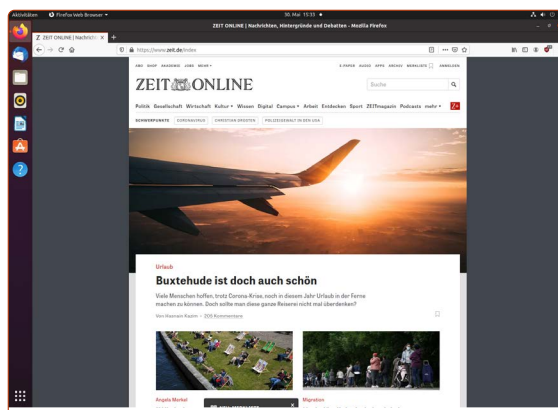 Aktivitäten
Firefox Web Browser
30. Mai 15:33
ZEIT ONLINE | Nachrichten, Hintergründe und Debatten - Mozilla Firefox
ZEIT ONLINE | Nachrichte
https://www.zeit.de/index
ABO SHOP AKADEMIE JOBS MEHR
E-PAPER AUDIO APPS ARCHIV MERKLISTE ANMELDEN
ZEIT ONLINE
Suche
Politik Gesellschaft Wirtschaft Kultur Wissen Digital Campus Arbeit Entdecken Sport ZEITmagazin Podcasts mehr Z+
SCHWERPUNKTE CORONAVIRUS CHRISTIAN DROSTEN POLIZEIGEWALT IN DEN USA
Urlaub
Buxtehude ist doch auch schön
Viele Menschen hoffen, trotz Corona-Krise, noch in diesem Jahr Urlaub in der Ferne
machen zu können. Doch sollte man diese ganze Reiserei nicht mal überdenken?
Von Hasnain Kazim
505 Kommentare
Angela Merkel
Migration